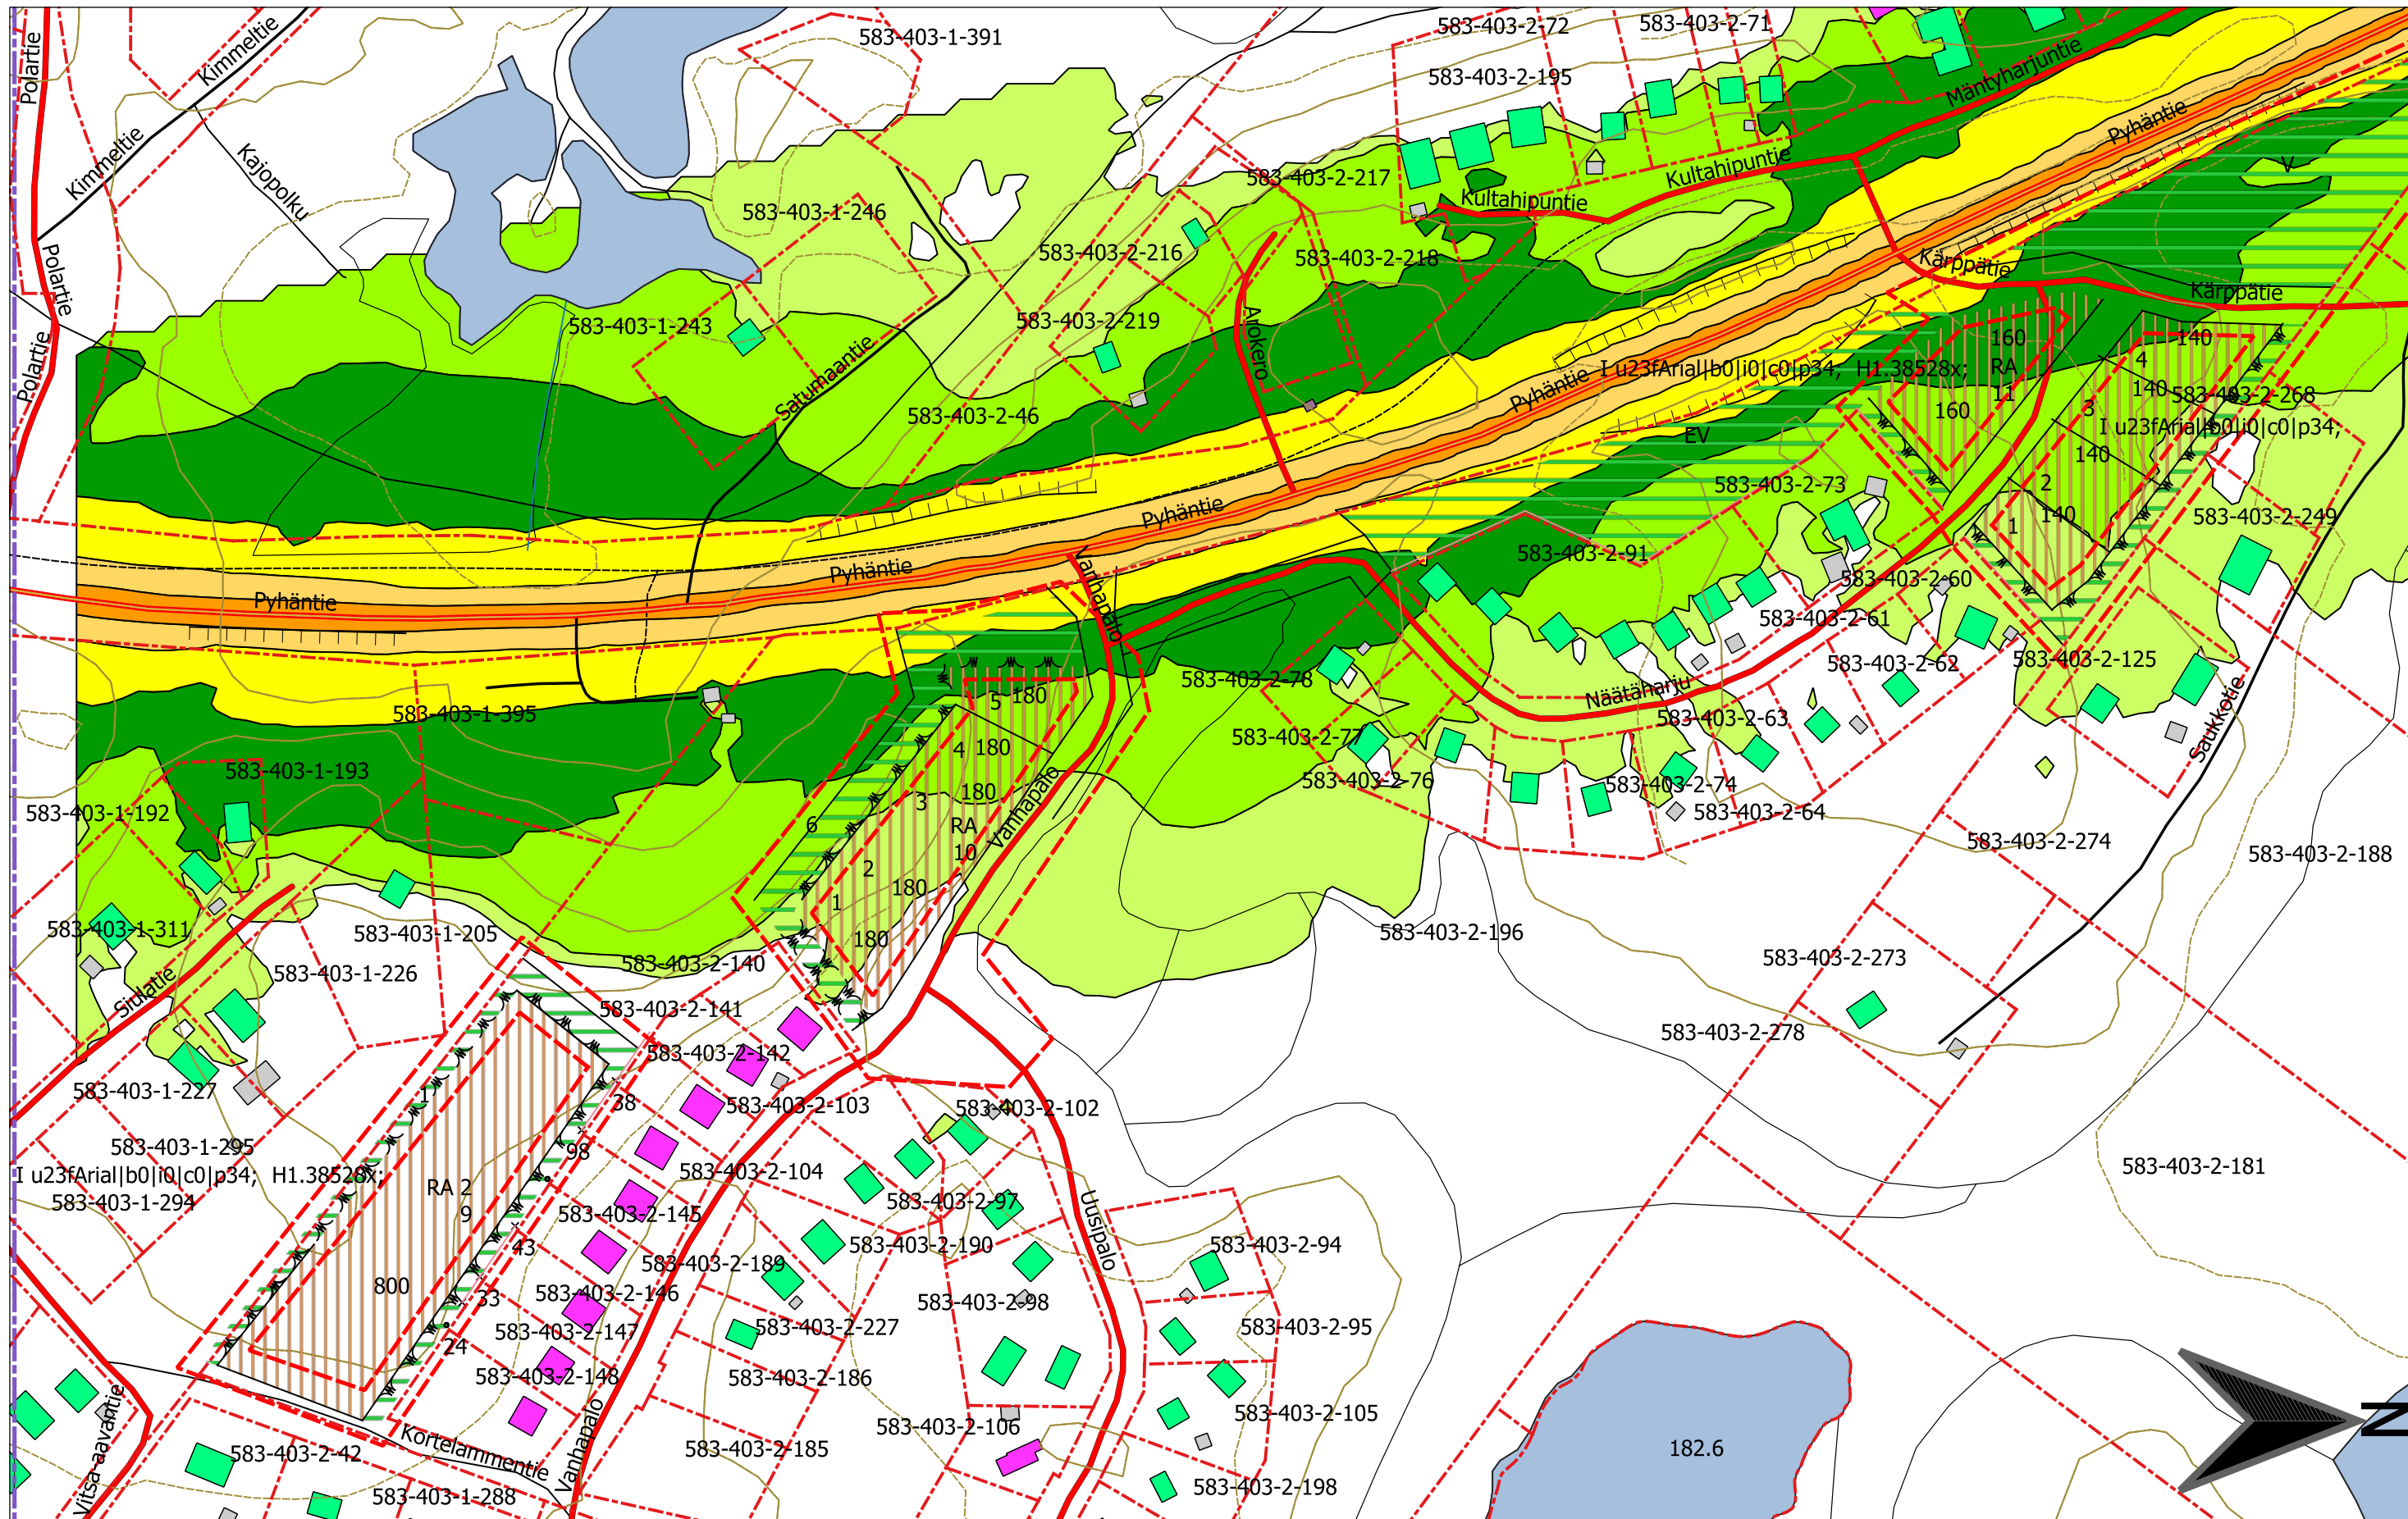 583-403-1-391
583-403-2-72
583-403-2-71
Polartie
Kimmeltie
583-403-2-195
Mäntyharjuntie
Pyhäntie
Kimmeltie
Kajopolku
583-403-2-217
Kultahipuntie
Kultahipuntie
V
583-403-1-246
583-403-2-216
583-403-2-218
Kärppätie
Kärppätie
Polartie
583-403-1-243
583-403-2-219
Arokero
Polartie
Satumaantie
583-403-2-46
Pyhäntie
I u23fArial|b0|i0|c0|p34; H1.38528x;
160
RA
11
160
140
4
140
583-403-2-268
3
I u23fArial|b0|i0|c0|p34;
EV
140
583-403-2-73
2
140
1
583-403-2-249
Pyhäntie
Pyhäntie
Vanhapalo
583-403-2-91
583-403-2-60
Pyhäntie
583-403-2-61
583-403-2-62
583-403-2-125
583-403-2-78
5
180
Näätäharju
583-403-1-395
583-403-2-63
Saukkotie
583-403-2-77
4
180
583-403-1-193
583-403-2-76
583-403-2-74
180
3
583-403-1-192
583-403-2-64
6
RA
10
Vanhapalo
583-403-2-274
583-403-2-188
2
180
1
583-403-1-311
583-403-1-205
180
583-403-2-196
583-403-2-140
583-403-2-273
Siulatie
583-403-1-226
583-403-2-141
583-403-2-278
583-403-2-142
583-403-1-227
17
38
583-403-2-103
583-403-2-102
583-403-1-295
98
583-403-2-104
583-403-2-181
I u23fArial|b0|i0|c0|p34; H1.38528x;
583-403-1-294
RA 2
9
583-403-2-145
583-403-2-97
Uusipalo
43
583-403-2-190
583-403-2-94
583-403-2-189
800
33
583-403-2-146
583-403-2-98
583-403-2-147
583-403-2-227
583-403-2-95
24
583-403-2-148
583-403-2-186
Vitsa-aavantie
583-403-2-105
583-403-2-106
Kortelammentie
Vanhapalo
583-403-2-42
583-403-2-185
182.6
N
583-403-1-288
583-403-2-198